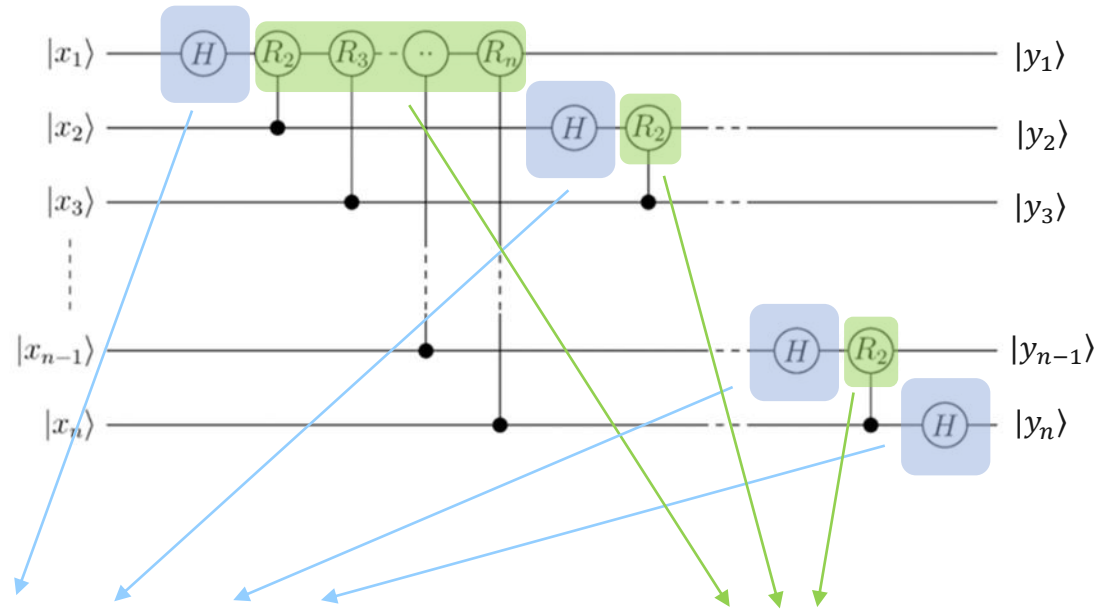 |x₁⟩ H R₂ R₃ ·· Rₙ |y₁⟩
|x₂⟩ H R₂ |y₂⟩
|x₃⟩ |y₃⟩
|xₙ₋₁⟩ H R₂ |yₙ₋₁⟩
|xₙ⟩ H |yₙ⟩